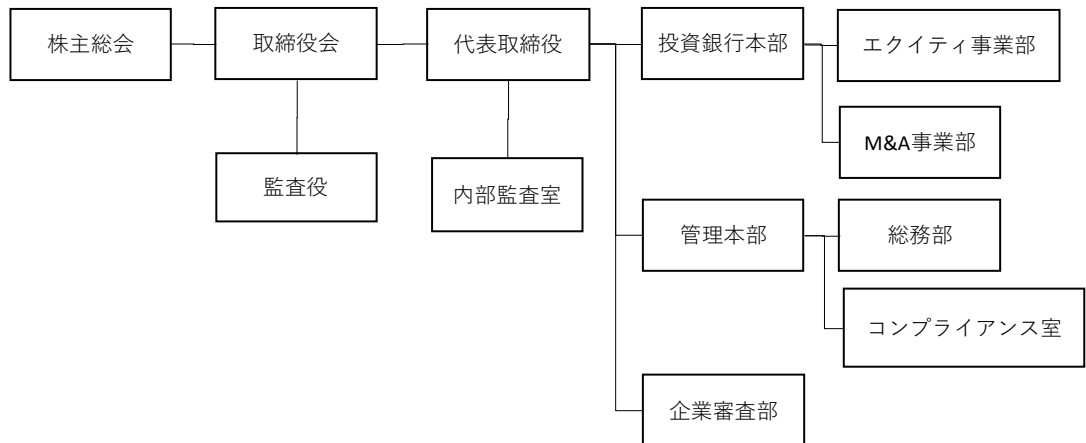 株主総会
取締役会
代表取締役
投資銀行本部
エクイティ事業部
M&A事業部
監査役
内部監査室
管理本部
総務部
コンプライアンス室
企業審査部